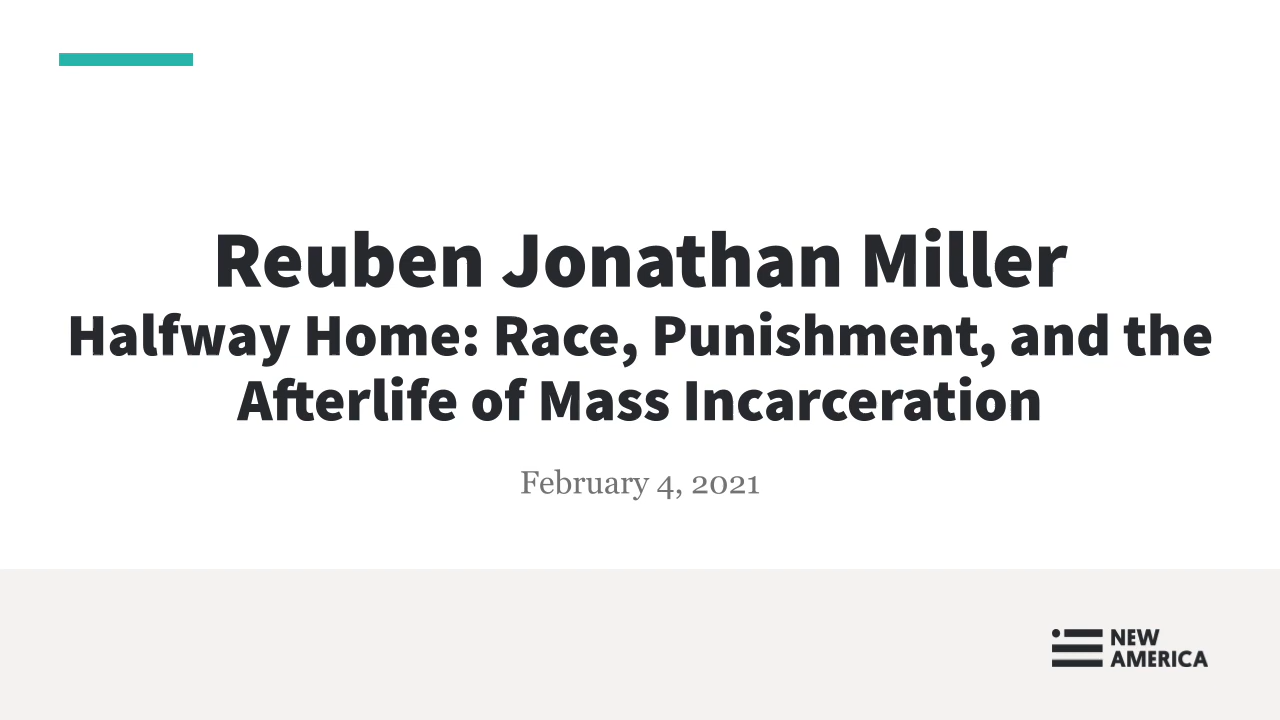 Reuben Jonathan Miller
Halfway Home: Race, Punishment, and the
Afterlife of Mass Incarceration
February 4, 2021
NEW
AMERICA